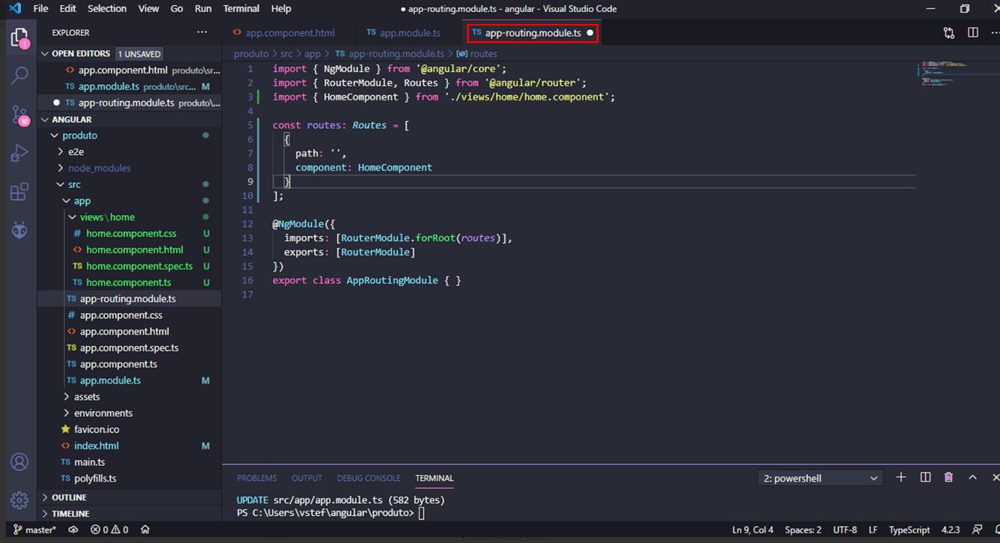 File Edit Selection View Go Run Terminal Help ● app-routing.module.ts - angular - Visual Studio Code
EXPLORER ···
OPEN EDITORS 1 UNSAVED
app.component.html produto\sr...
TS app.module.ts produto\src... M
● TS app-routing.module.ts produto\...
ANGULAR
produto
e2e
node_modules
src
app
views\home
# home.component.css U
<> home.component.html U
TS home.component.spec.ts U
TS home.component.ts U
TS app-routing.module.ts
# app.component.css
<> app.component.html
TS app.component.spec.ts
TS app.component.ts
TS app.module.ts M
assets
environments
favicon.ico
<> index.html M
TS main.ts
TS polyfills.ts
OUTLINE
TIMELINE
1
10
<> app.component.html TS app.module.ts TS app-routing.module.ts ●
produto > src > app > TS app-routing.module.ts > routes
1 import { NgModule } from '@angular/core';
2 import { RouterModule, Routes } from '@angular/router';
3 import { HomeComponent } from './views/home/home.component';
4
5 const routes: Routes = [
6 {
7 path: '',
8 component: HomeComponent
9 }
10 ];
11
12 @NgModule({
13 imports: [RouterModule.forRoot(routes)],
14 exports: [RouterModule]
15 })
16 export class AppRoutingModule { }
17
PROBLEMS OUTPUT DEBUG CONSOLE TERMINAL 2: powershell
UPDATE src/app/app.module.ts (582 bytes)
PS C:\Users\vstef\angular\produto>
master* 0 0 Ln 9, Col 4 Spaces: 2 UTF-8 LF TypeScript 4.2.3